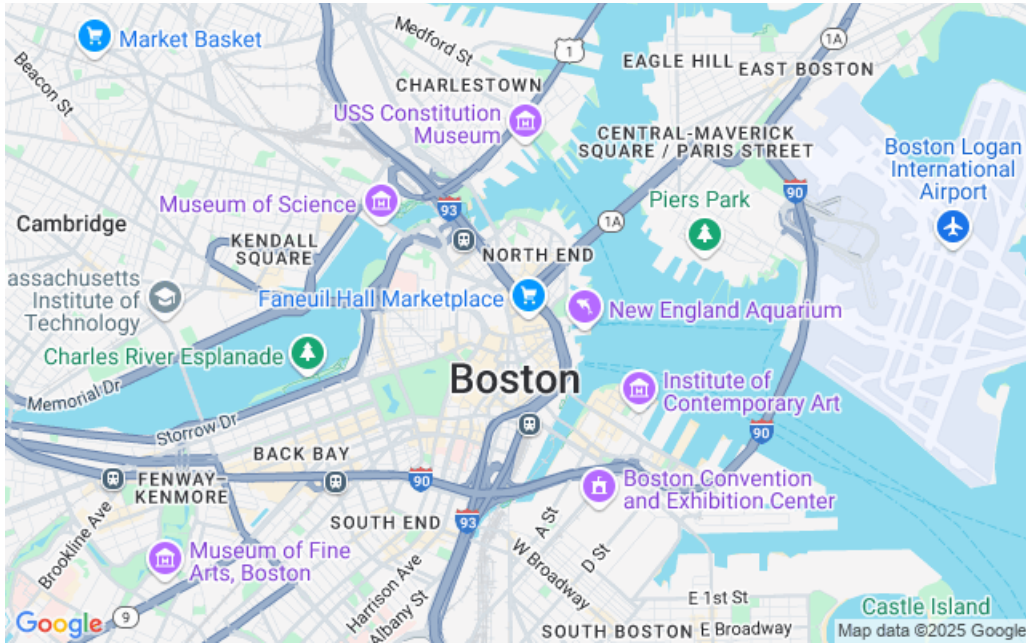 Market Basket
Beacon St
Medford St
1
1A
CHARLESTOWN
EAGLE HILL
EAST BOSTON
USS Constitution
Museum
CENTRAL-MAVERICK
SQUARE / PARIS STREET
Boston Logan
International
Airport
90
Museum of Science
93
Piers Park
1A
Cambridge
KENDALL
SQUARE
NORTH END
assachusetts
Institute of
Technology
Faneuil Hall Marketplace
New England Aquarium
Charles River Esplanade
Boston
Institute of
Contemporary Art
Memorial Dr
Storrow Dr
90
BACK BAY
FENWAY-
KENMORE
90
Boston Convention
and Exhibition Center
SOUTH END
93
A St
W Broadway
D St
Brookline Ave
Museum of Fine
Arts, Boston
Harrison Ave
Albany St
E 1st St
Castle Island
Google
9
SOUTH BOSTON
E Broadway
Map data ©2025 Google